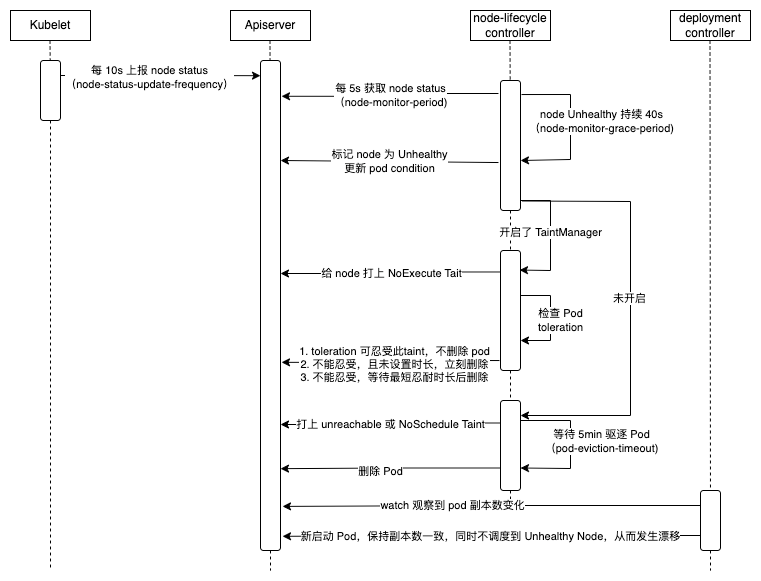 Kubelet
Apiserver
node-lifecycle
controller
deployment
controller
每 10s 上报 node status
（node-status-update-frequency）
每 5s 获取 node status
（node-monitor-period）
node Unhealthy 持续 40s
（node-monitor-grace-period）
标记 node 为 Unhealthy
更新 pod condition
开启了 TaintManager
给 node 打上 NoExecute Tait
未开启
检查 Pod
toleration
1. toleration 可忍受此taint，不删除 pod
2. 不能忍受，且未设置时长，立刻删除
3. 不能忍受，等待最短忍耐时长后删除
打上 unreachable 或 NoSchedule Taint
等待 5min 驱逐 Pod
（pod-eviction-timeout）
删除 Pod
watch 观察到 pod 副本数变化
新启动 Pod，保持副本数一致，同时不调度到 Unhealthy Node，从而发生漂移